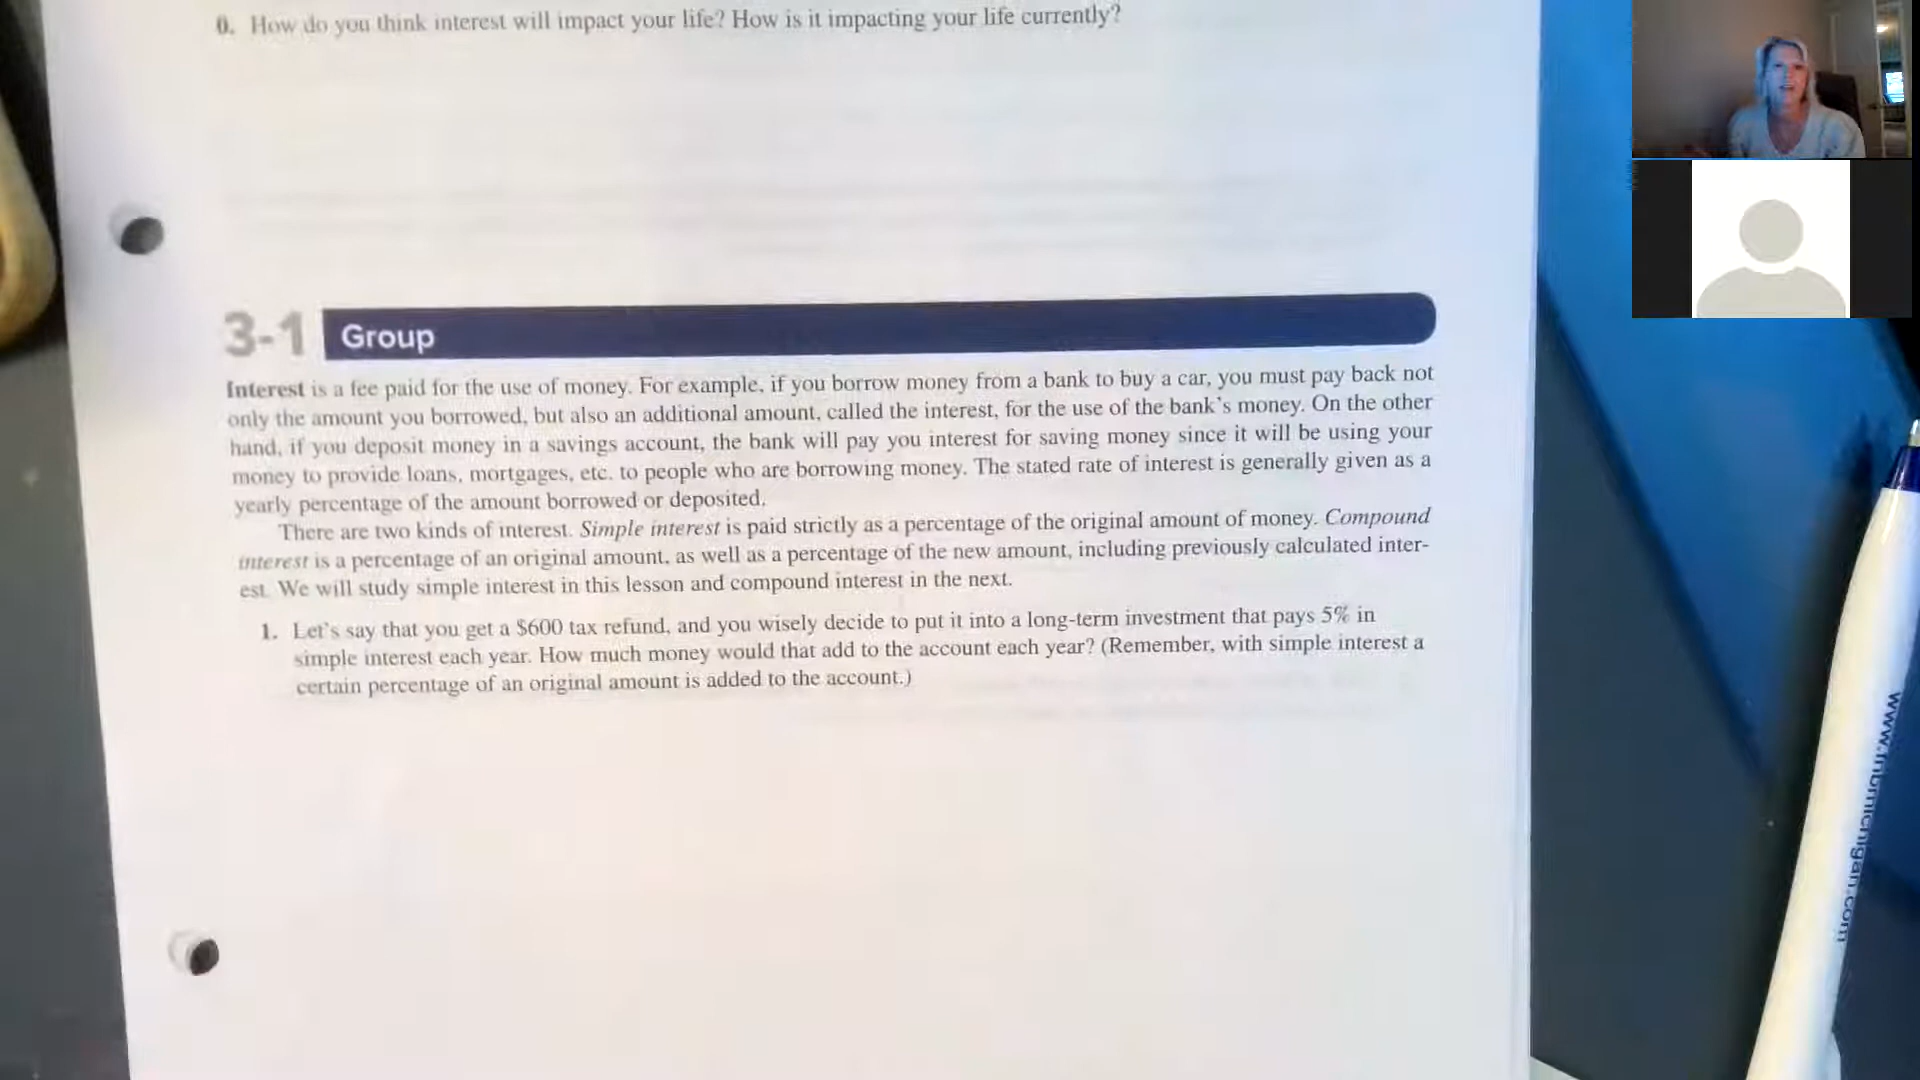 0. How do you think interest will impact your life? How is it impacting your life currently?
3-1 Group
Interest is a fee paid for the use of money. For example, if you borrow money from a bank to buy a car, you must pay back not
only the amount you borrowed, but also an additional amount, called the interest, for the use of the bank's money. On the other
hand, if you deposit money in a savings account, the bank will pay you interest for saving money since it will be using your
money to provide loans, mortgages, etc. to people who are borrowing money. The stated rate of interest is generally given as a
yearly percentage of the amount borrowed or deposited.
There are two kinds of interest. Simple interest is paid strictly as a percentage of the original amount of money. Compound
interest is a percentage of an original amount, as well as a percentage of the new amount, including previously calculated inter-
est. We will study simple interest in this lesson and compound interest in the next.
1. Let's say that you get a $600 tax refund, and you wisely decide to put it into a long-term investment that pays 5% in
simple interest each year. How much money would that add to the account each year? (Remember, with simple interest a
certain percentage of an original amount is added to the account.)
www.fnbmichigan.com